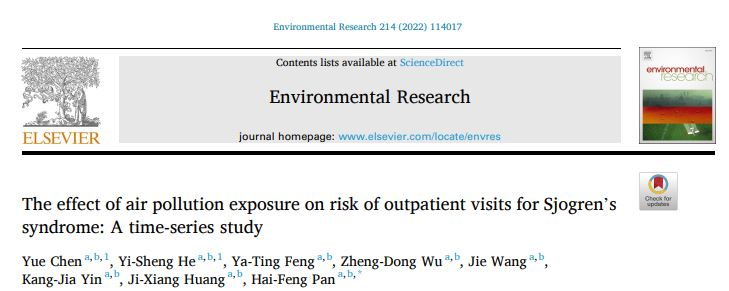 Environmental Research 214 (2022) 114017
Contents lists available at ScienceDirect
Environmental Research
journal homepage: www.elsevier.com/locate/envres
ELSEVIER
environmental
research
Check for
updates
The effect of air pollution exposure on risk of outpatient visits for Sjogren's
syndrome: A time-series study
Yue Chen a,b,1, Yi-Sheng He a,b,1, Ya-Ting Feng a,b, Zheng-Dong Wu a,b, Jie Wang a,b,
Kang-Jia Yin a,b, Ji-Xiang Huang a,b, Hai-Feng Pan a,b,*